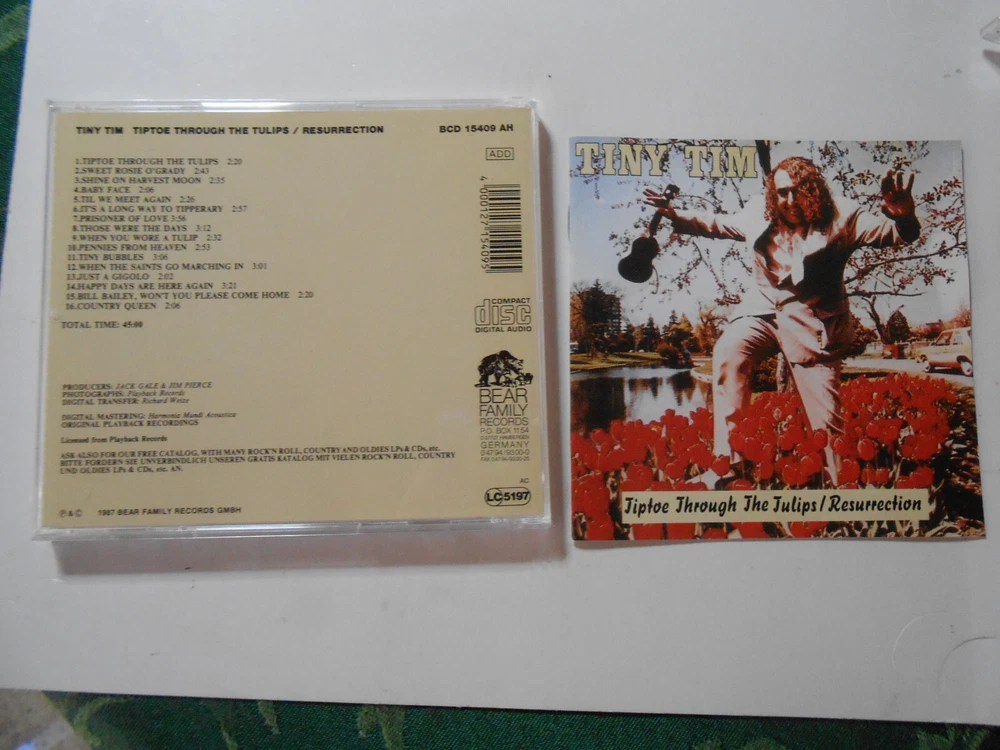 TINY TIM TIPTOE THROUGH THE TULIPS / RESURRECTION
BCD 15409 AH
ADD
1.TIPTOE THROUGH THE TULIPS 2:20
2.SWEET ROSIE O'GRADY 2:43
3.SHINE ON HARVEST MOON 2:35
4.BABY FACE 2:06
5.TIL WE MEET AGAIN 2:26
6.IT'S A LONG WAY TO TIPPERARY 2:57
7.PRISONER OF LOVE 3:56
8.THOSE WERE THE DAYS 3:12
9.WHEN YOU WORE A TULIP 2:32
10.PENNIES FROM HEAVEN 2:53
11.TINY BUBBLES 3:06
12.WHEN THE SAINTS GO MARCHING IN 3:01
13.JUST A GIGOLO 2:02
14.HAPPY DAYS ARE HERE AGAIN 3:21
15.BILL BAILEY, WON'T YOU PLEASE COME HOME 2:20
16.COUNTRY QUEEN 2:06
TOTAL TIME: 45:00
4 000127 154095
COMPACT
disc
DIGITAL AUDIO
PRODUCERS: JACK GALE & JIM PIERCE
PHOTOGRAPHS: Playback Records
DIGITAL TRANSFER: Richard Weize
DIGITAL MASTERING: Harmonia Mundi Acustica
ORIGINAL PLAYBACK RECORDINGS
Licensed from Playback Records
ASK ALSO FOR OUR FREE CATALOG, WITH MANY ROCK'N ROLL, COUNTRY AND OLDIES LPs & CDs, etc.
BITTE FORDERN SIE UNVERBINDLICH UNSEREN GRATIS KATALOG MIT VIELEN ROCK'N ROLL, COUNTRY
UND OLDIES LPs & CDs, etc. AN.
BEAR
FAMILY
RECORDS
P.O. BOX 1154
GERMANY
AC
LC 5197
℗ & © 1987 BEAR FAMILY RECORDS GMBH
TINY TIM
Tiptoe Through The Tulips/Resurrection